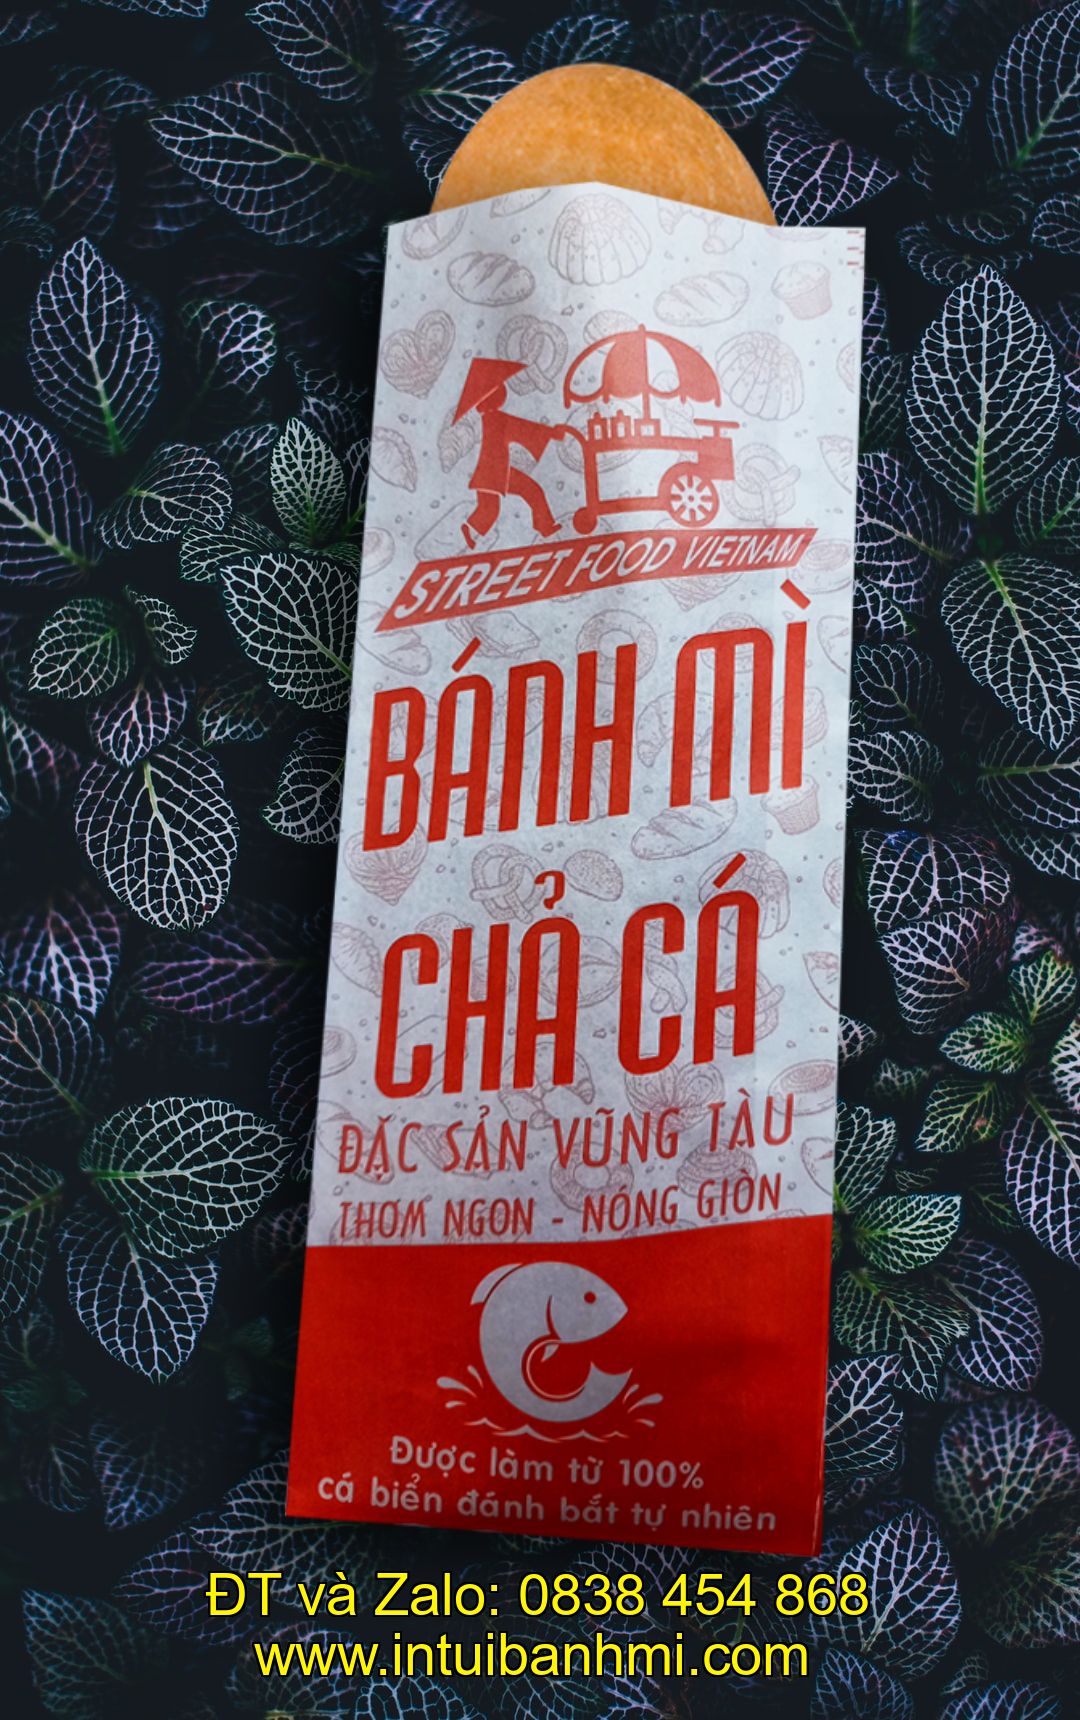 STREET FOOD VIETNAM
BÁNH MÌ
CHẢ CÁ
ĐẶC SẢN VŨNG TÀU
THƠM NGON - NÓNG GIÒN
Được làm từ 100%
cá biển đánh bắt tự nhiên
ĐT và Zalo: 0838 454 868
www.intuibanhmi.com